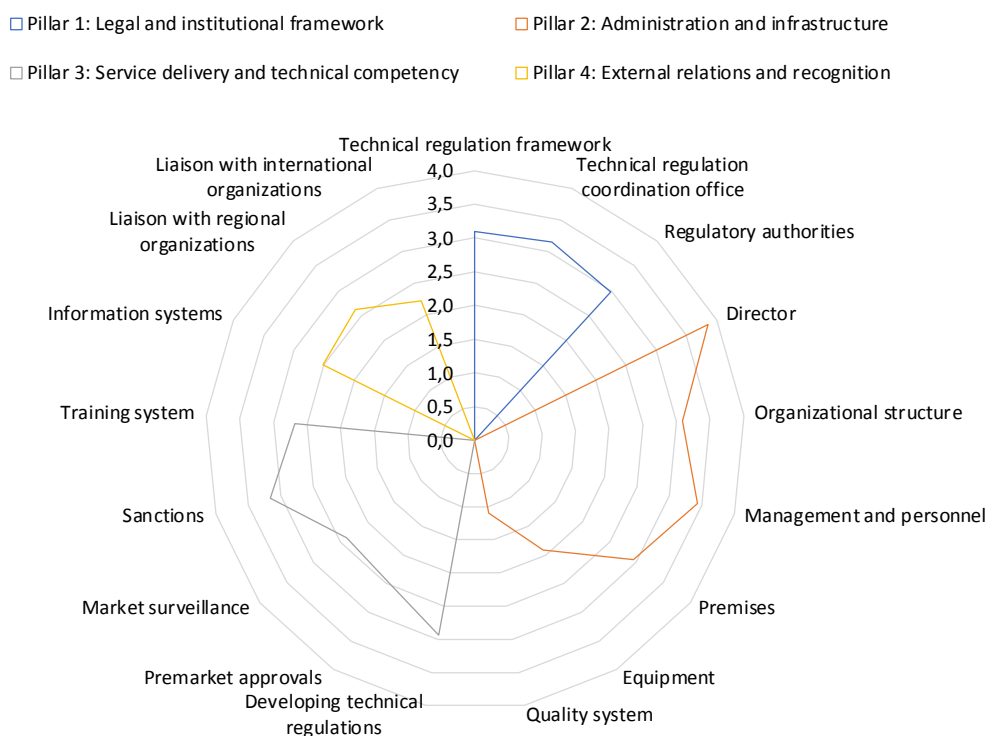 Pillar 1: Legal and institutional framework
Pillar 2: Administration and infrastructure
Pillar 3: Service delivery and technical competency
Pillar 4: External relations and recognition
Technical regulation framework
Technical regulation
coordination office
Regulatory authorities
Director
Organizational structure
Management and personnel
Premises
Equipment
Quality system
Developing technical
regulations
Premarket approvals
Market surveillance
Sanctions
Training system
Information systems
Liaison with regional
organizations
Liaison with international
organizations
4,0
3,5
3,0
2,5
2,0
1,5
1,0
0,5
0,0